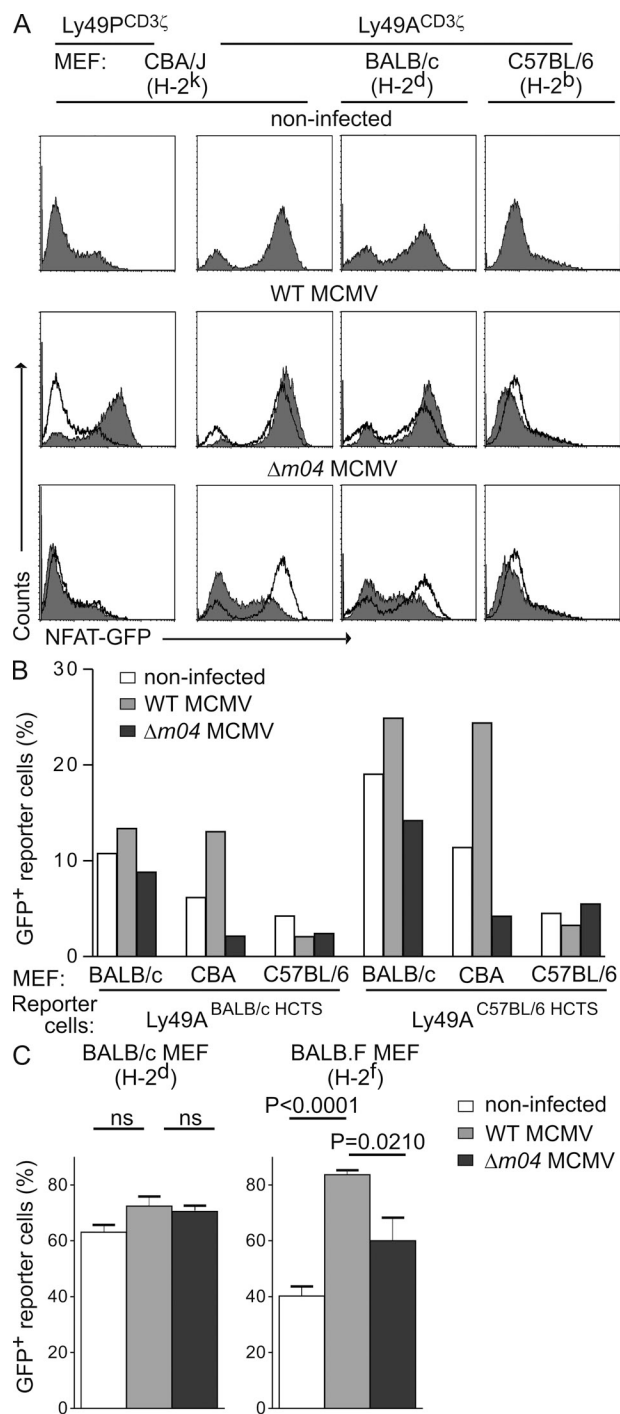 A
Ly49P^CD3ζ
Ly49A^CD3ζ
MEF:
CBA/J
(H-2^k)
BALB/c
(H-2^d)
C57BL/6
(H-2^b)
non-infected
WT MCMV
Δm04 MCMV
Counts
NFAT-GFP
B
30
20
10
0
GFP+ reporter cells (%)
non-infected
WT MCMV
Δm04 MCMV
MEF: BALB/c CBA C57BL/6 BALB/c CBA C57BL/6
Reporter cells:
Ly49A^BALB/c HCTS
Ly49A^C57BL/6 HCTS
C
BALB/c MEF
(H-2^d)
ns
ns
80
60
40
20
0
GFP+ reporter cells (%)
BALB.F MEF
(H-2^f)
P<0.0001
P=0.0210
80
60
40
20
0
non-infected
WT MCMV
Δm04 MCMV